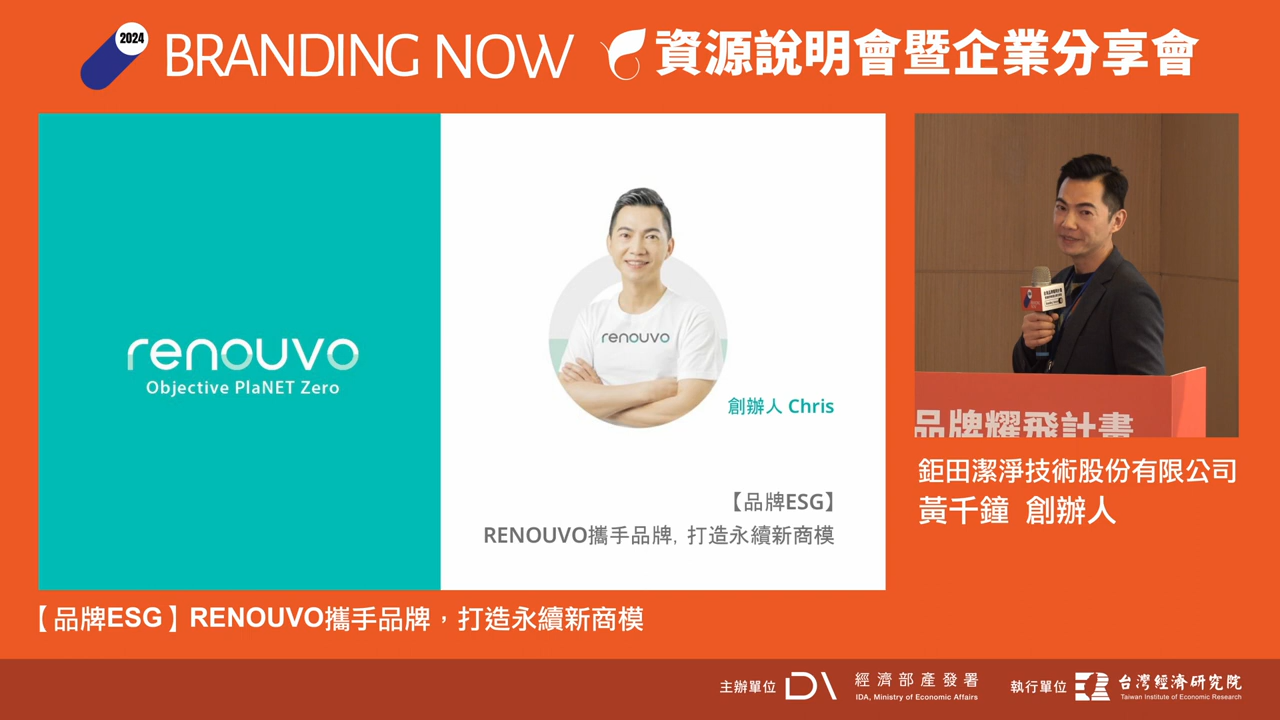 2024
BRANDING NOW 資源說明會暨企業分享會
renouvo
Objective PlaNET Zero
renouvo
創辦人 Chris
【品牌ESG】
RENOUVO攜手品牌, 打造永續新商模
品牌耀飛計畫
鉅田潔淨技術股份有限公司
黃千鐘 創辦人
【品牌ESG】RENOUVO攜手品牌，打造永續新商模
主辦單位
經濟部產發署
IDA, Ministry of Economic Affairs
執行單位
台灣經濟研究院
Taiwan Institute of Economic Research